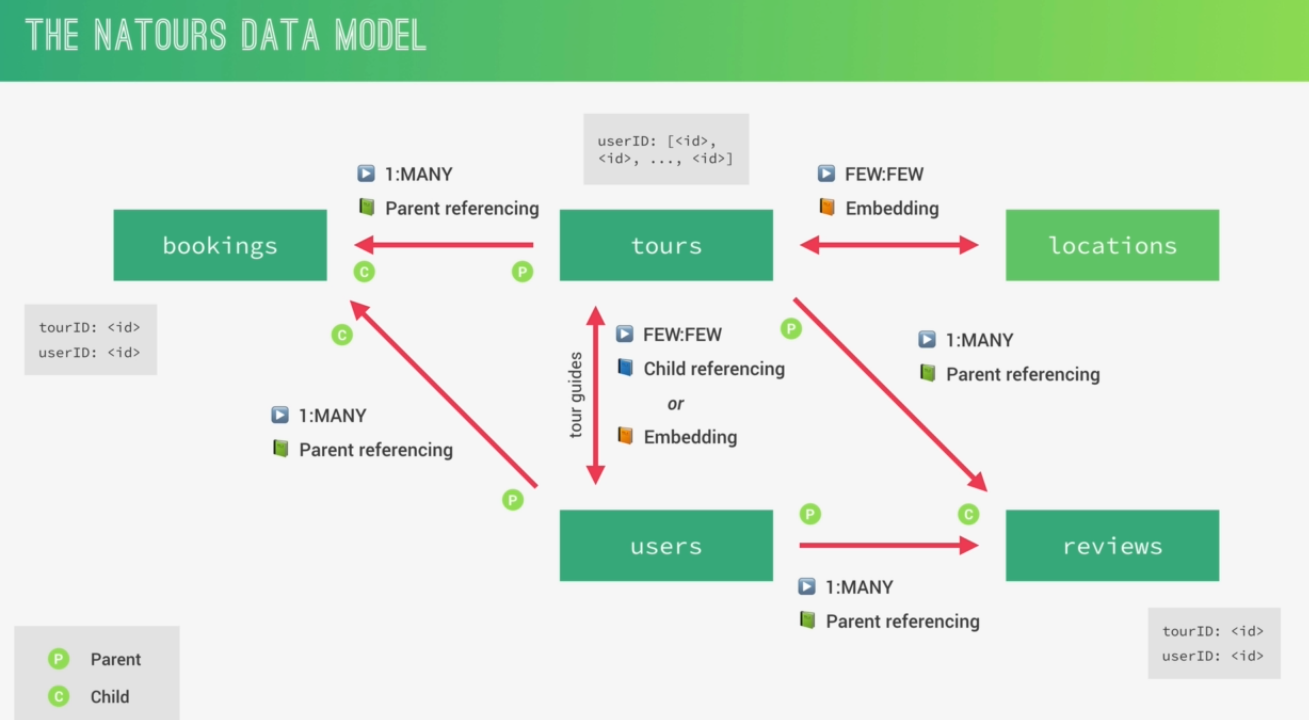 THE NATOURS DATA MODEL
userID: [<id>,
<id>, ..., <id>]
1:MANY
Parent referencing
FEW:FEW
Embedding
bookings
tours
locations
C
P
tourID: <id>
userID: <id>
C
tour guides
FEW:FEW
Child referencing
or
Embedding
P
1:MANY
Parent referencing
1:MANY
Parent referencing
P
users
P
C
reviews
1:MANY
Parent referencing
tourID: <id>
userID: <id>
P Parent
C Child